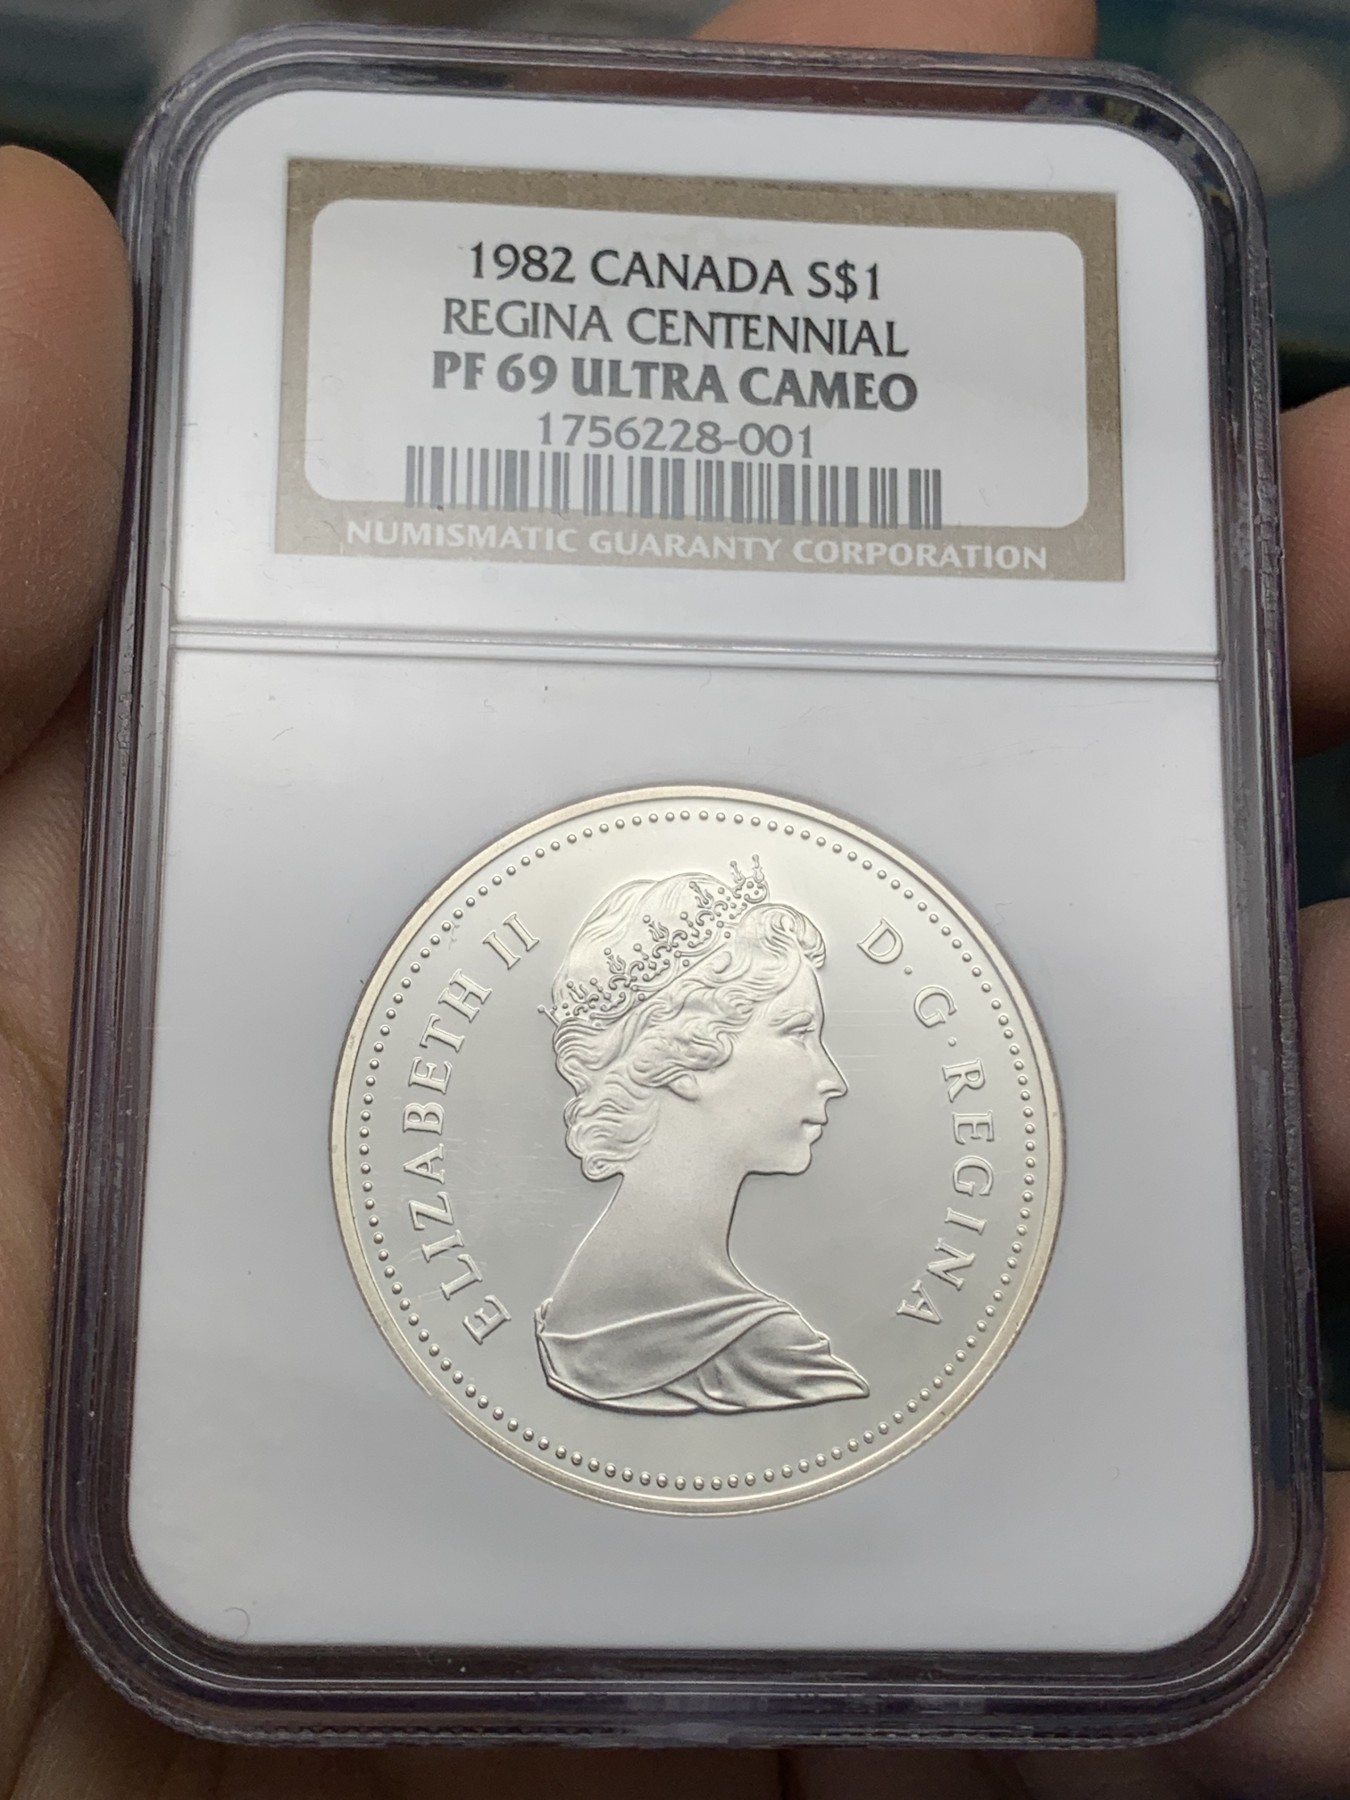 1982 CANADA S$1
REGINA CENTENNIAL
PF 69 ULTRA CAMEO
1756228-001
NUMISMATIC GUARANTY CORPORATION
ELIZABETH II D·G·REGINA